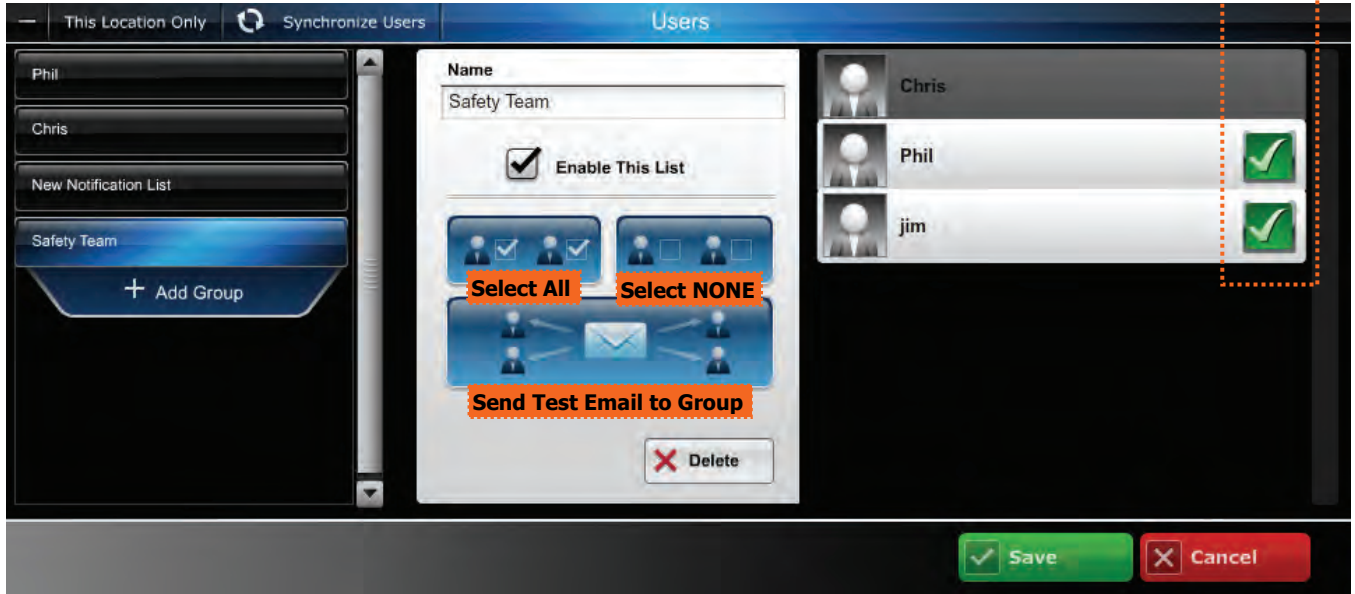 This Location Only
Synchronize Users
Users
Phil
Chris
New Notification List
Safety Team
+ Add Group
Name
Safety Team
Enable This List
Select All
Select NONE
Send Test Email to Group
Delete
Chris
Phil
jim
Save
Cancel